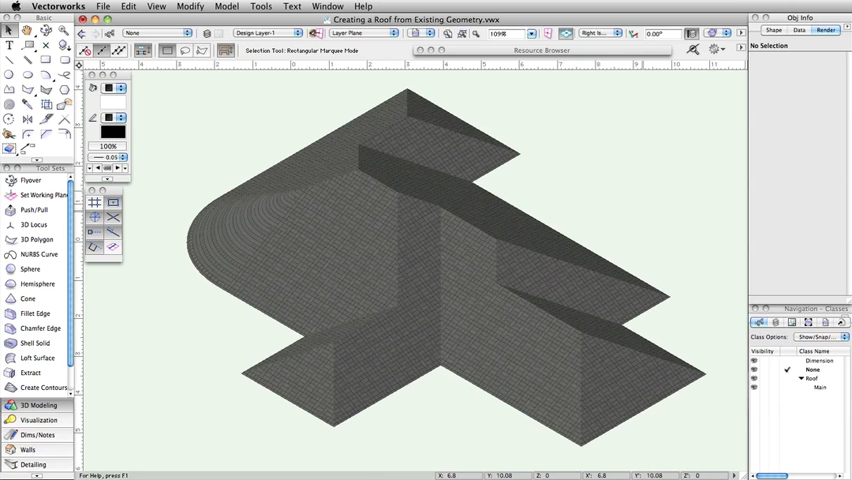 Vectorworks File Edit View Modify Model Tools Text Window Help
Creating a Roof from Existing Geometry.vwx
Basic
None
Design Layer-1
Layer Plane
109%
Right Is...
0.00°
Selection Tool: Rectangular Marquee Mode
Resource Browser
Obj Info
Shape Data Render
No Selection
100%
0.05
Tool Sets
Flyover
Set Working Plane
Push/Pull
3D Locus
3D Polygon
NURBS Curve
Sphere
Hemisphere
Cone
Fillet Edge
Chamfer Edge
Shell Solid
Loft Surface
Extract
Create Contours
3D Modeling
Visualization
Dims/Notes
Walls
Detailing
Navigation - Classes
Class Options: Show/Snap/...
Visibility Class Name
Dimension
None
Roof
Main
For Help, press F1
X: 6.8 Y: 10.08 Z: 0 X': 6.8 Y': 10.08 Z': 0